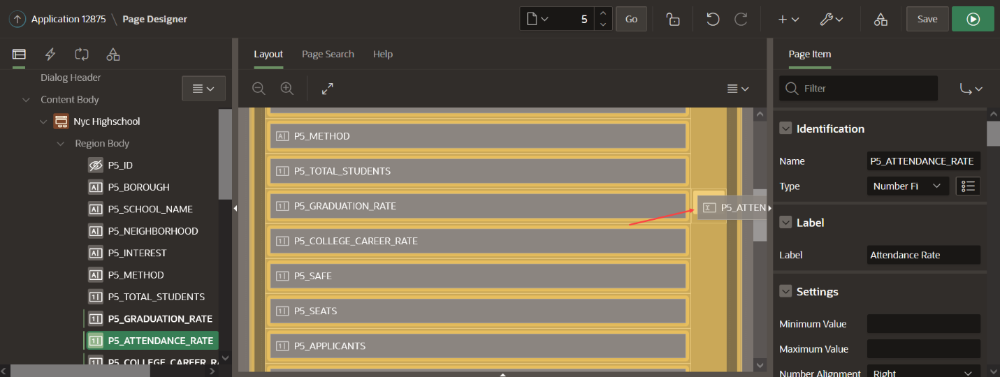 Application 12875 \ Page Designer
5
Go
Save
Layout
Page Search
Help
Page Item
Dialog Header
Content Body
Nyc Highschool
Region Body
P5_ID
P5_BOROUGH
P5_SCHOOL_NAME
P5_NEIGHBORHOOD
P5_INTEREST
P5_METHOD
P5_TOTAL_STUDENTS
P5_GRADUATION_RATE
P5_ATTENDANCE_RATE
P5_COLLEGE_CAREER_RA
P5_METHOD
P5_TOTAL_STUDENTS
P5_GRADUATION_RATE
P5_ATTEN
P5_COLLEGE_CAREER_RATE
P5_SAFE
P5_SEATS
P5_APPLICANTS
Filter
Identification
Name
P5_ATTENDANCE_RATE
Type
Number Fi
Label
Label
Attendance Rate
Settings
Minimum Value
Maximum Value
Number Alignment
Right